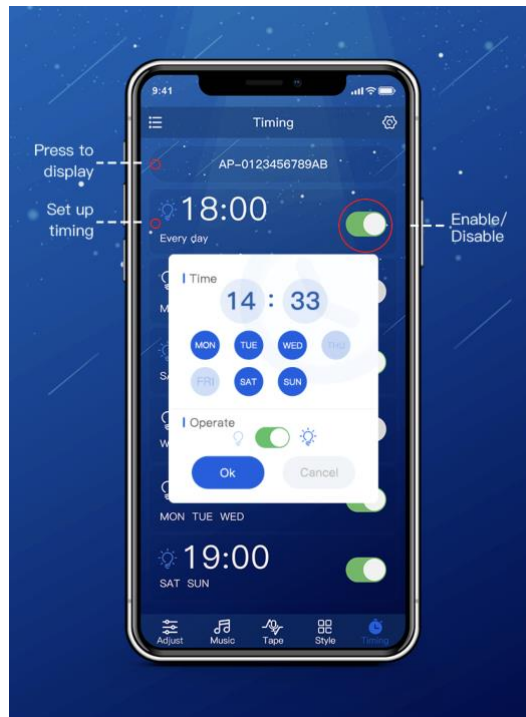 9:41
Timing
Press to
display
AP-0123456789AB
Set up
timing
18:00
Every day
Enable/
Disable
Time
14 : 33
MON TUE WED THU
FRI SAT SUN
Operate
Ok Cancel
MON TUE WED
19:00
SAT SUN
Adjust Music Tape Style Timing